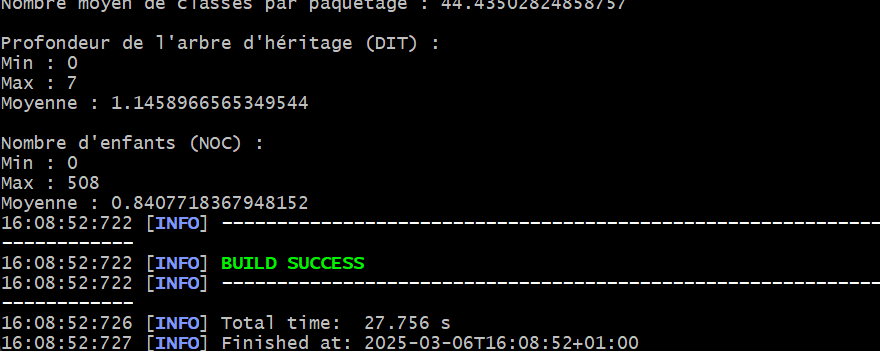 Nombre moyen de classes par paquetage : 44.43502824858757
Profondeur de l'arbre d'héritage (DIT) :
Min : 0
Max : 7
Moyenne : 1.1458966565349544
Nombre d'enfants (NOC) :
Min : 0
Max : 508
Moyenne : 0.8407718367948152
16:08:52:722 [INFO] ------------------------------------------------------------
------------
16:08:52:722 [INFO] BUILD SUCCESS
16:08:52:722 [INFO] ------------------------------------------------------------
------------
16:08:52:726 [INFO] Total time:  27.756 s
16:08:52:727 [INFO] Finished at: 2025-03-06T16:08:52+01:00